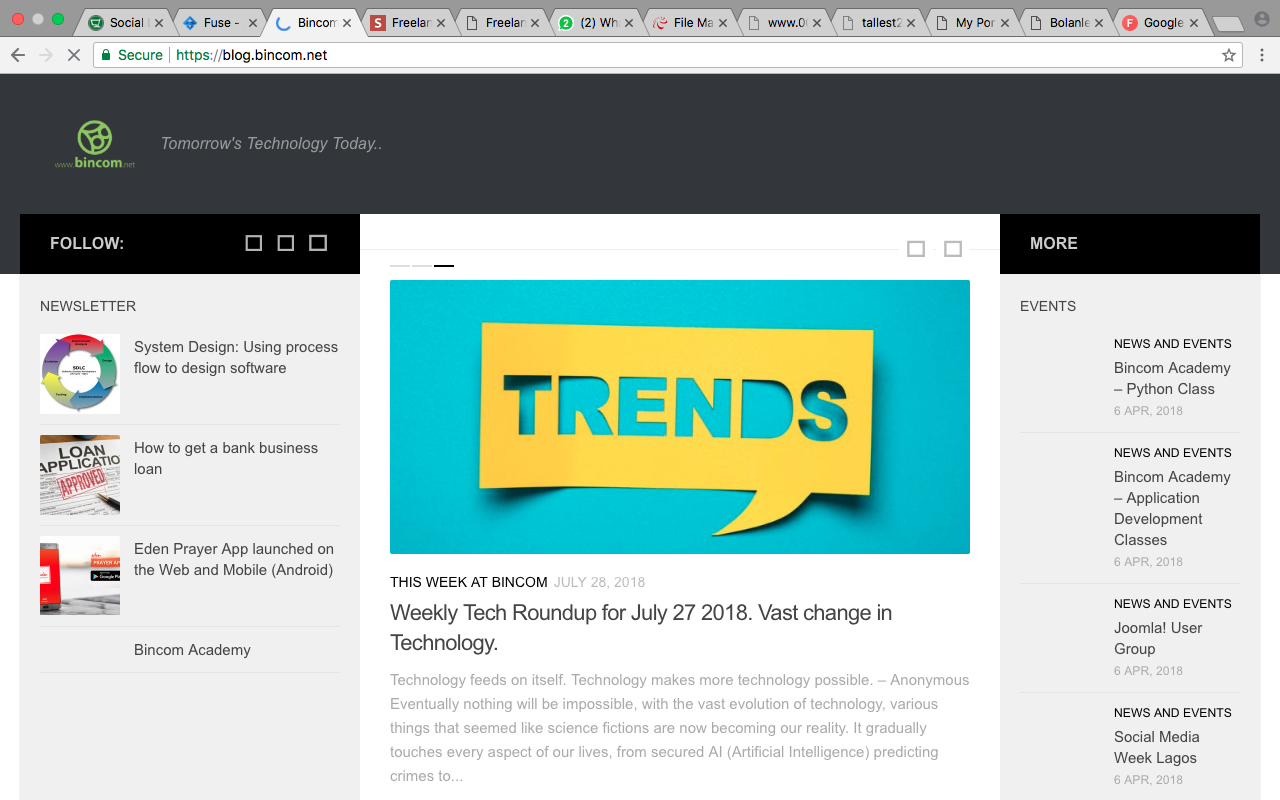 Social
Fuse -
Bincom
Freelan
Freelan
(2) Wh
File Ma
www.0
tallest2
My Por
Bolanle
Google
Secure
https://blog.bincom.net
www.bincom.net
Tomorrow's Technology Today..
FOLLOW:
MORE
NEWSLETTER
System Design: Using process
flow to design software
SDLC
How to get a bank business
loan
LOAN
APPLICATIO
APPROVED
Eden Prayer App launched on
the Web and Mobile (Android)
Bincom Academy
TRENDS
THIS WEEK AT BINCOM JULY 28, 2018
Weekly Tech Roundup for July 27 2018. Vast change in
Technology.
Technology feeds on itself. Technology makes more technology possible. – Anonymous
Eventually nothing will be impossible, with the vast evolution of technology, various
things that seemed like science fictions are now becoming our reality. It gradually
touches every aspect of our lives, from secured AI (Artificial Intelligence) predicting
crimes to...
EVENTS
NEWS AND EVENTS
Bincom Academy
– Python Class
6 APR, 2018
NEWS AND EVENTS
Bincom Academy
– Application
Development
Classes
6 APR, 2018
NEWS AND EVENTS
Joomla! User
Group
6 APR, 2018
NEWS AND EVENTS
Social Media
Week Lagos
6 APR, 2018